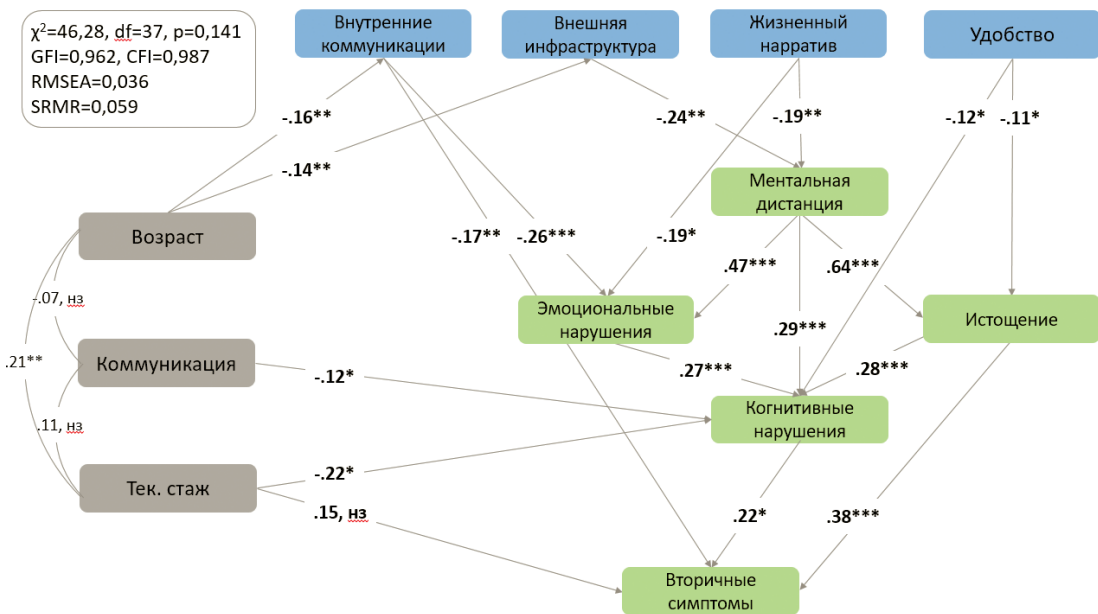 χ²=46,28, df=37, p=0,141
GFI=0,962, CFI=0,987
RMSEA=0,036
SRMR=0,059
Внутренние
коммуникации
Внешняя
инфраструктура
Жизненный
нарратив
Удобство
-.16**
-.24**
-.19**
-.12*
-.11*
-.14**
Ментальная
дистанция
Возраст
-.17**
-.26***
-.19*
.47***
.64***
-.07, нз
Эмоциональные
нарушения
Истощение
.29***
.21**
Коммуникация
-.12*
.27***
.28***
.11, нз
Когнитивные
нарушения
Тек. стаж
-.22*
.15, нз
.22*
.38***
Вторичные
симптомы